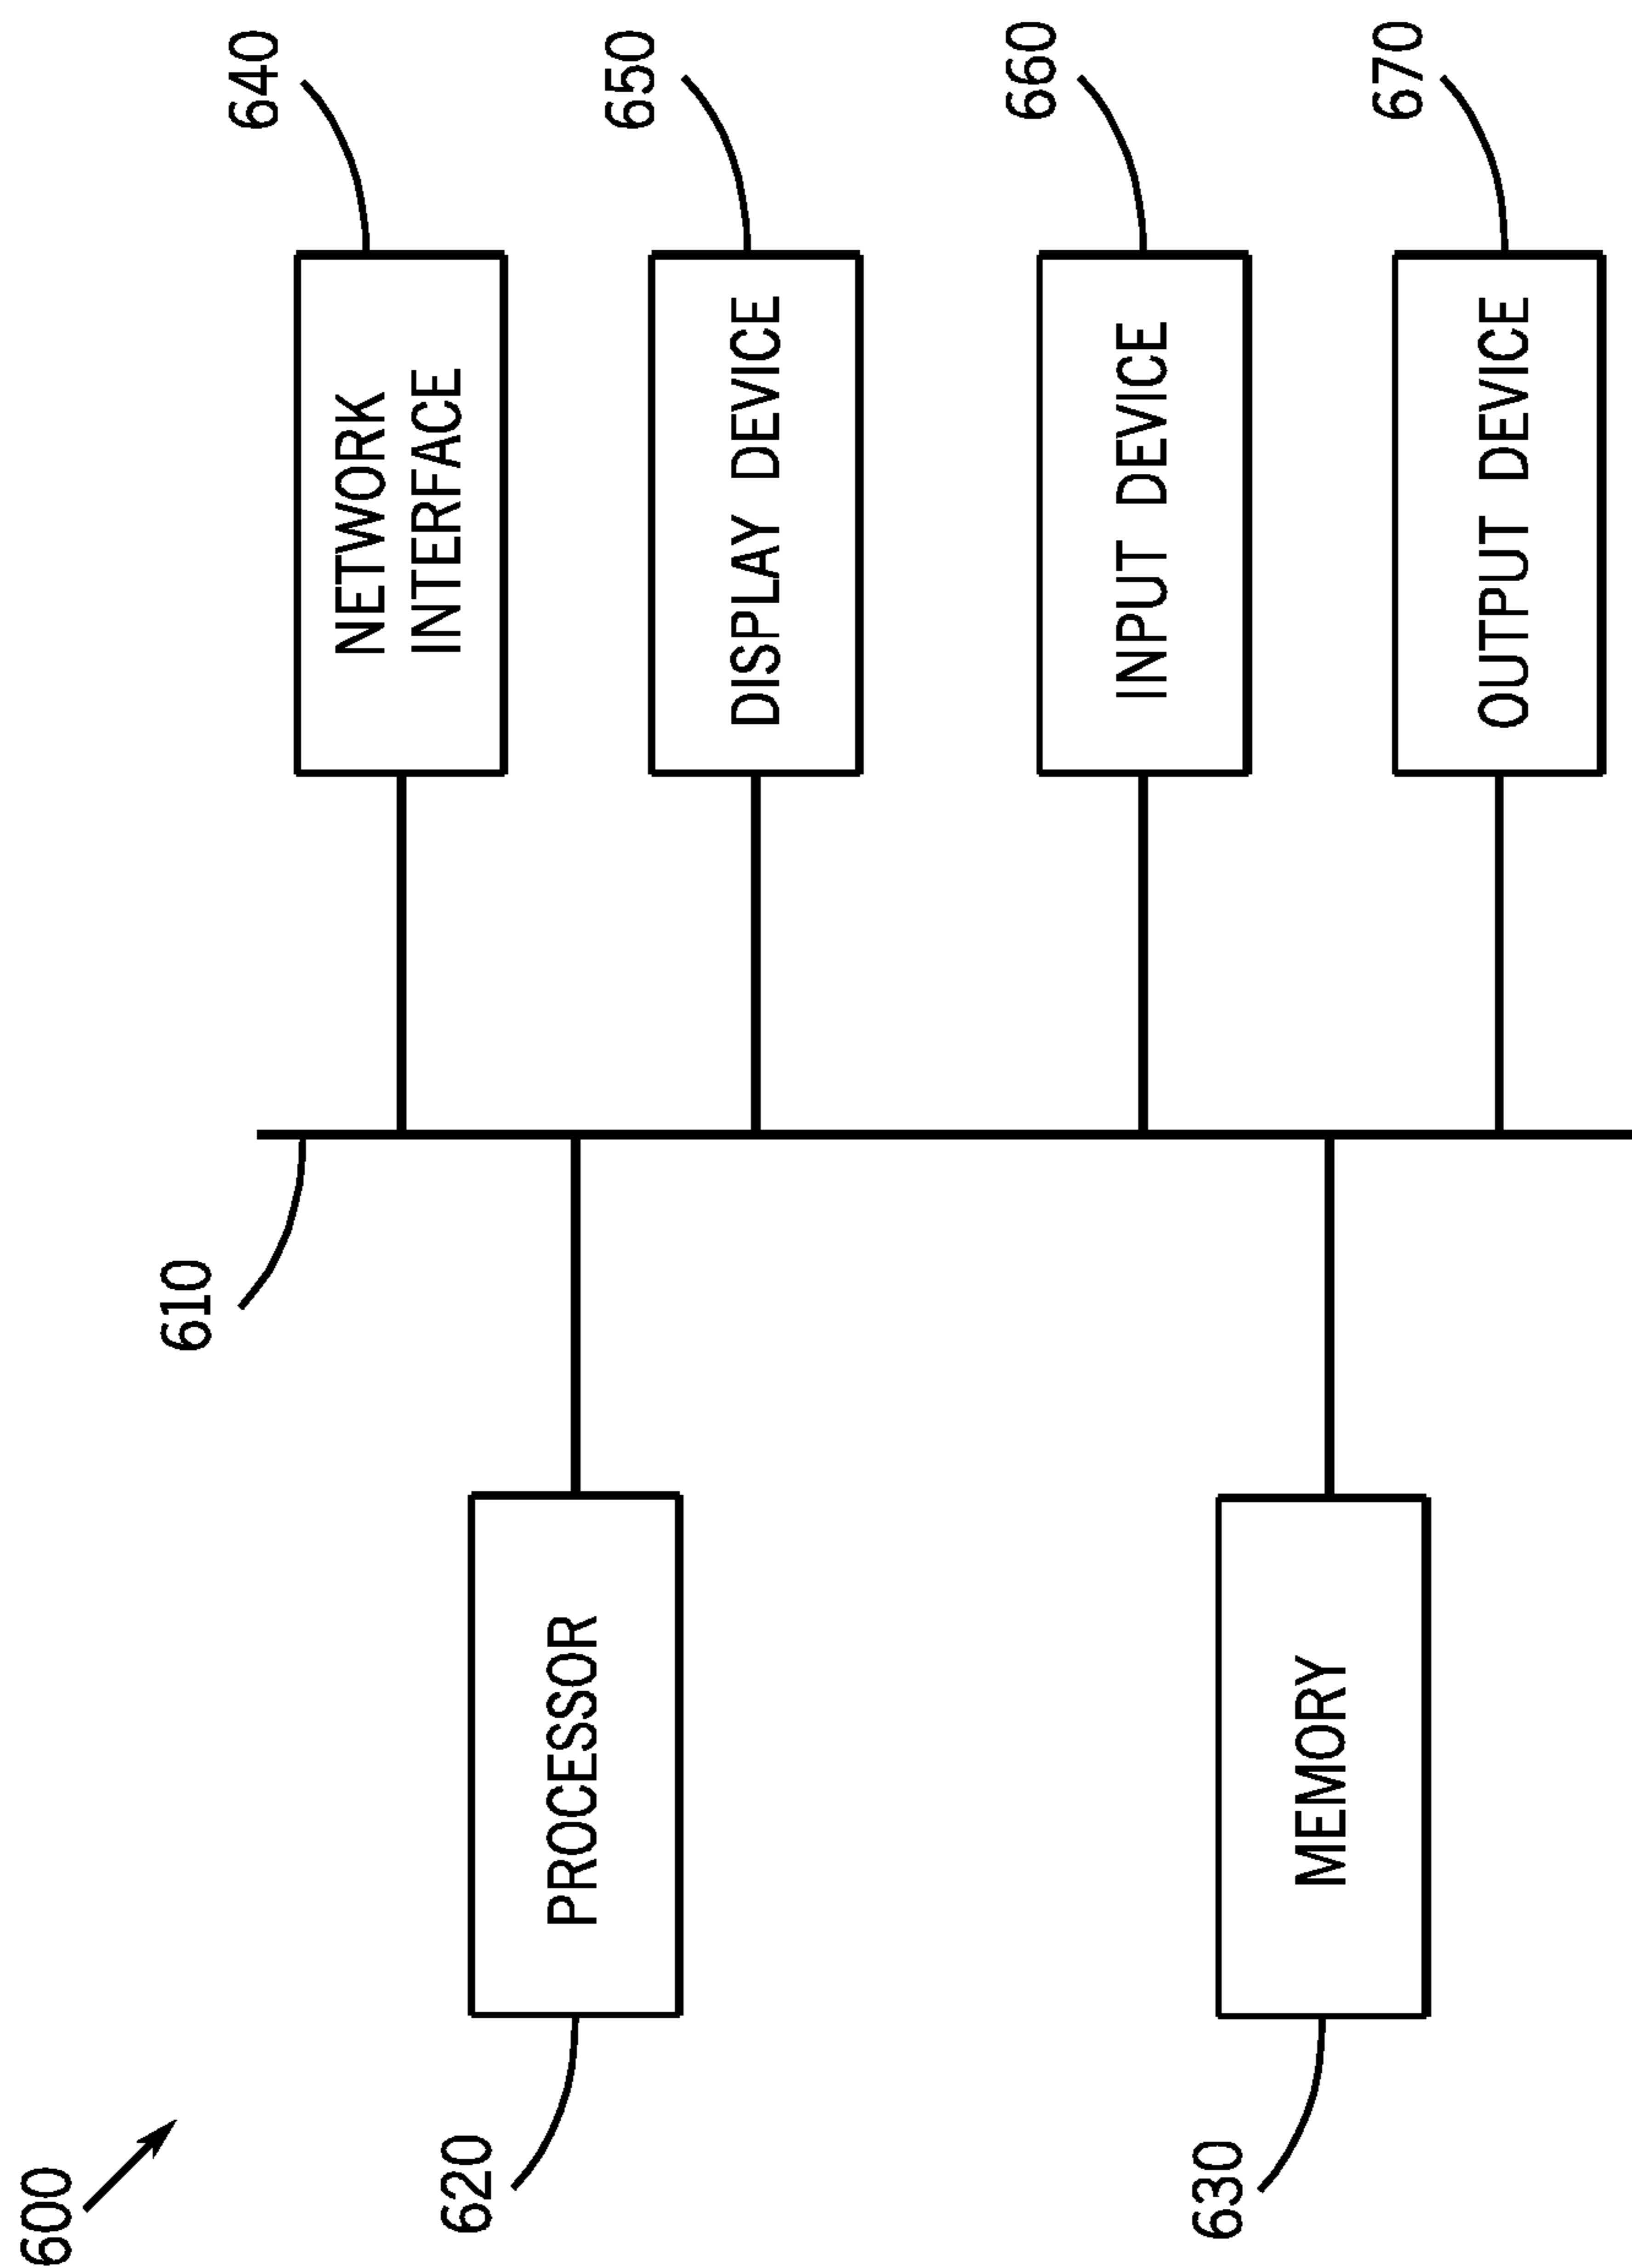 600
610
620
PROCESSOR
630
MEMORY
640
NETWORK
INTERFACE
650
DISPLAY DEVICE
660
INPUT DEVICE
670
OUTPUT DEVICE